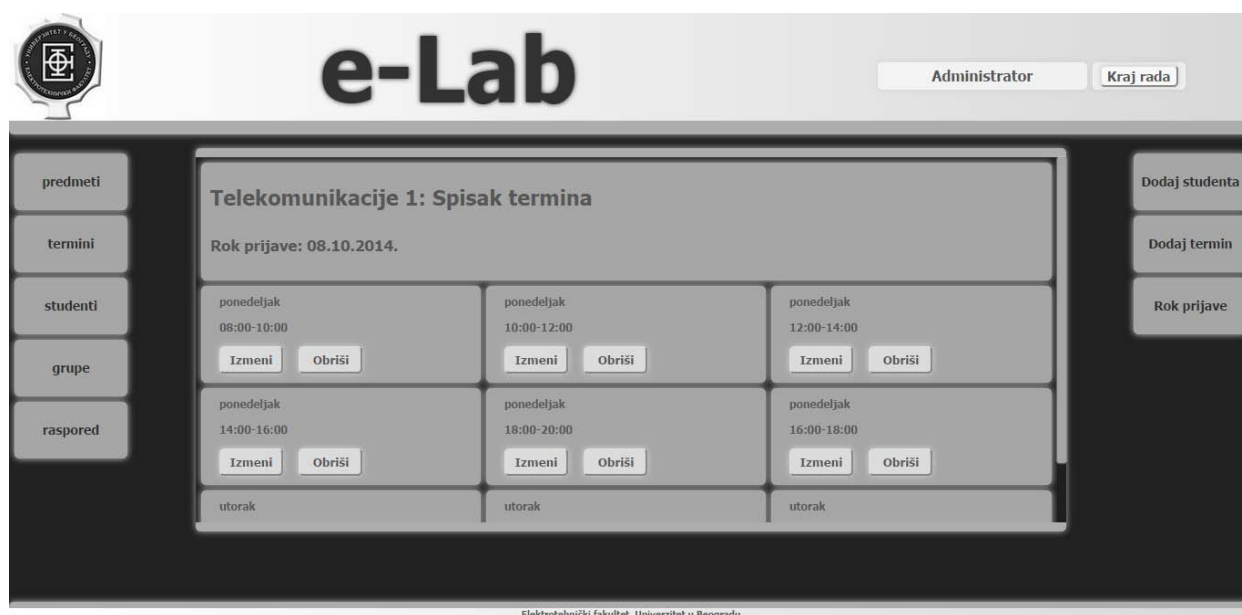 e-Lab
Administrator
Kraj rada
predmeti
termini
studenti
grupe
raspored
Telekomunikacije 1: Spisak termina
Rok prijave: 08.10.2014.
ponedeljak
08:00-10:00
Izmeni Obriši
ponedeljak
10:00-12:00
Izmeni Obriši
ponedeljak
12:00-14:00
Izmeni Obriši
ponedeljak
14:00-16:00
Izmeni Obriši
ponedeljak
18:00-20:00
Izmeni Obriši
ponedeljak
16:00-18:00
Izmeni Obriši
utorak
utorak
utorak
Dodaj studenta
Dodaj termin
Rok prijave
Elektrotehnički fakultet, Univerzitet u Beogradu